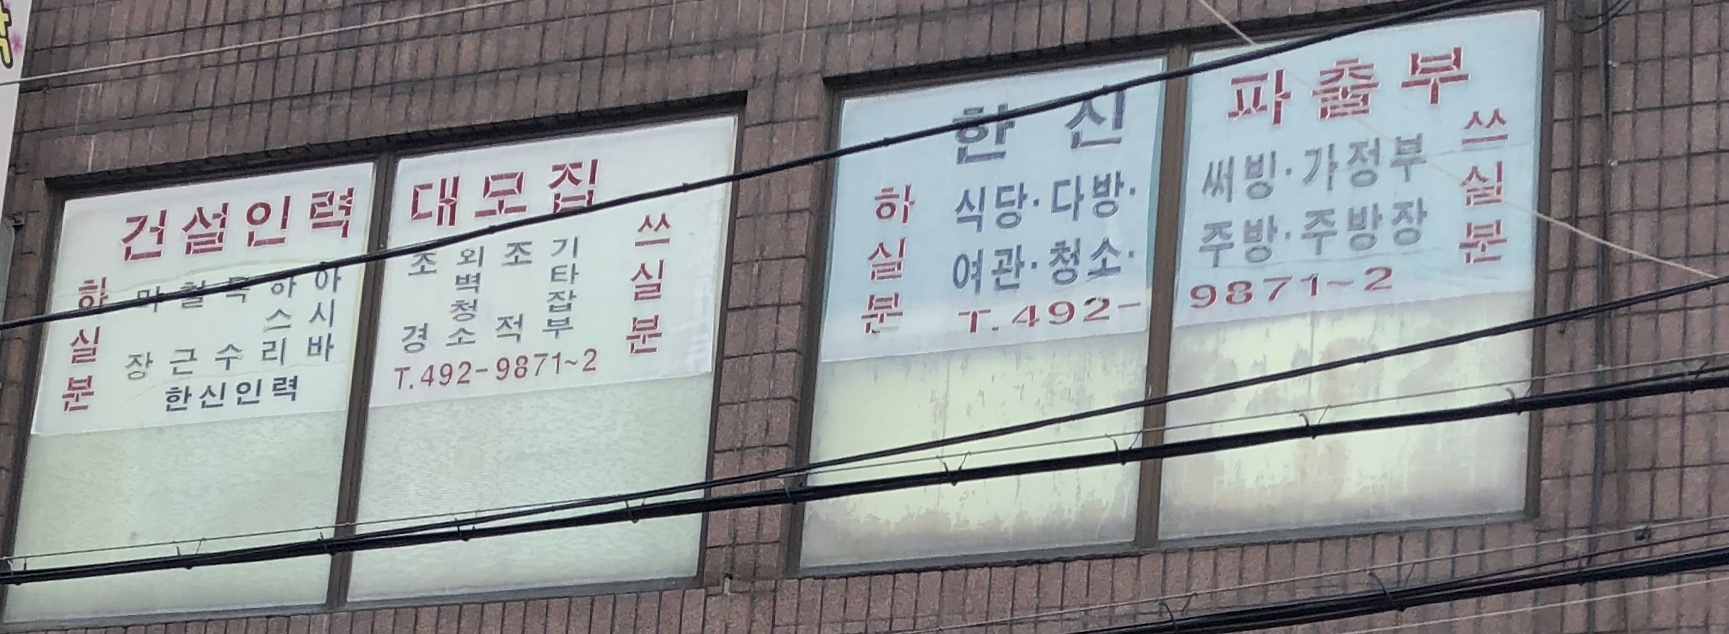 건설인력 대모집
하실분
미장
철근
목수
하스리
아시바
조경
외벽청소
조적
기타잡부
쓰실분
한신인력 T.492-9871~2
한신 파출부
하실분
식당·다방·써빙·가정부
여관·청소·주방·주방장
T.492-9871~2
쓰실분